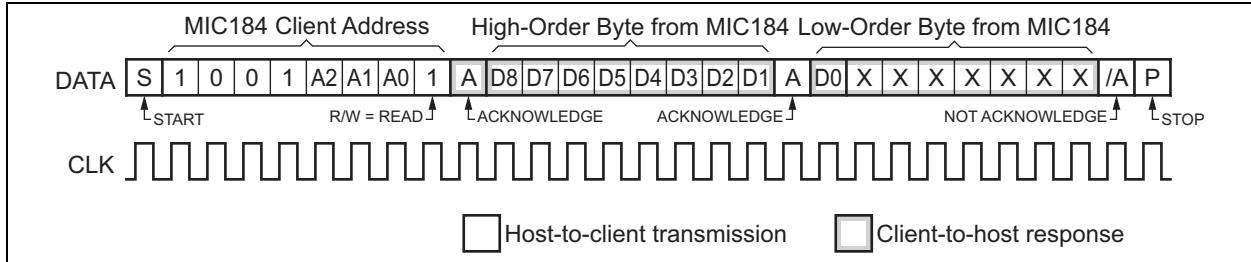 MIC184 Client Address High-Order Byte from MIC184 Low-Order Byte from MIC184
DATA S 1 0 0 1 A2 A1 A0 1 A D8 D7 D6 D5 D4 D3 D2 D1 A D0 X X X X X X X /A P
START R/W = READ ACKNOWLEDGE ACKNOWLEDGE NOT ACKNOWLEDGE STOP
CLK
Host-to-client transmission Client-to-host response